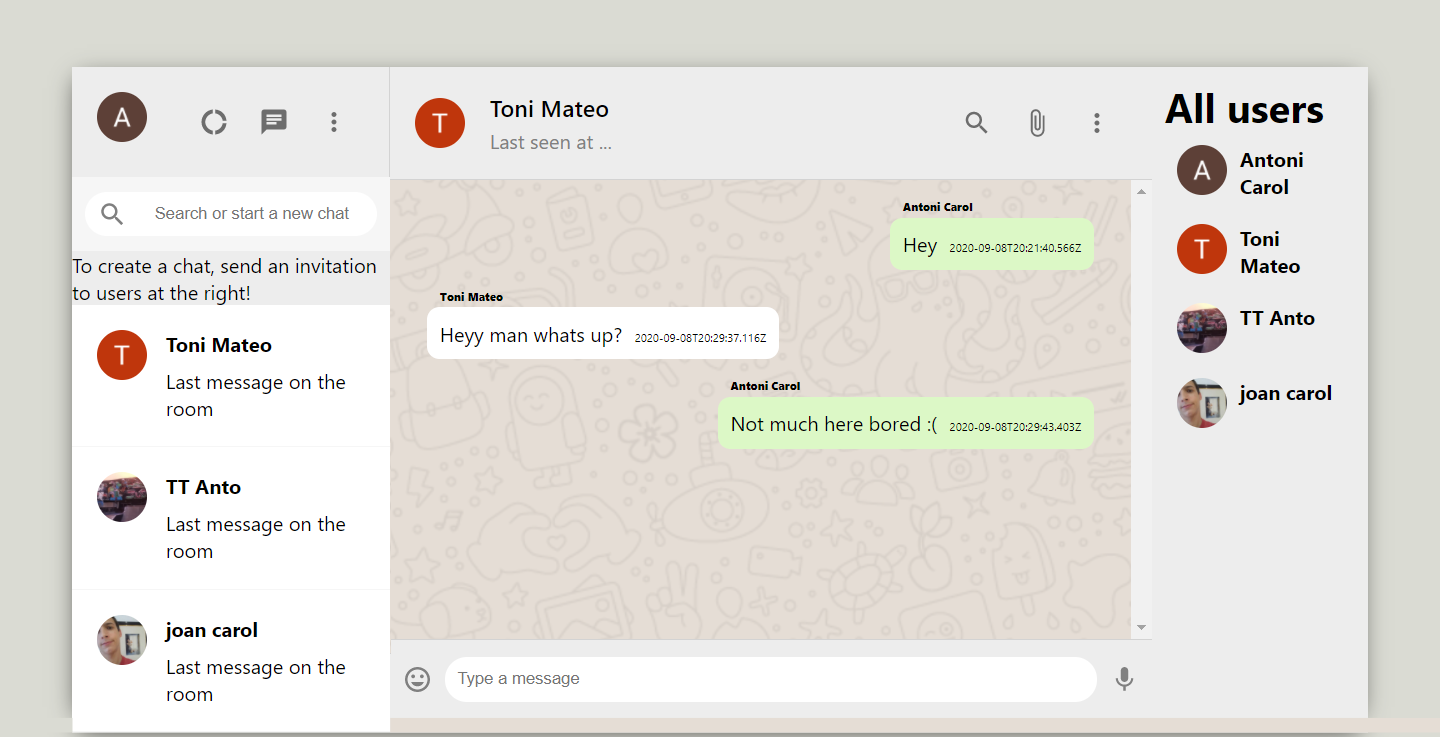 A
Search or start a new chat
To create a chat, send an invitation
to users at the right!
T
Toni Mateo
Last message on the
room
TT Anto
Last message on the
room
joan carol
Last message on the
room
T
Toni Mateo
Last seen at ...
Antoni Carol
Hey 2020-09-08T20:21:40.566Z
Toni Mateo
Heyy man whats up? 2020-09-08T20:29:37.116Z
Antoni Carol
Not much here bored :( 2020-09-08T20:29:43.403Z
Type a message
All users
A
Antoni
Carol
T
Toni
Mateo
TT Anto
joan carol